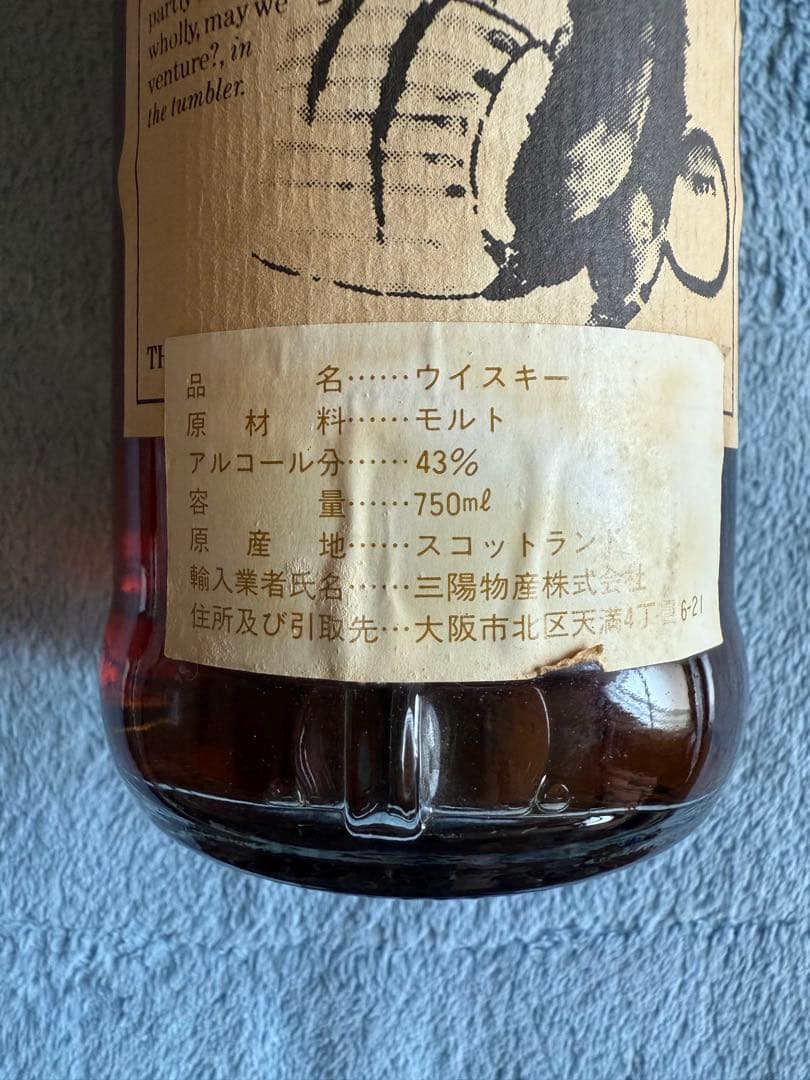 wholly, may we
venture?, in
the tumbler.
品名……ウイスキー
原材料……モルト
アルコール分……43%
容量……750ml
原産地……スコットランド
輸入業者氏名……三陽物産株式会社
住所及び引取先…大阪市北区天満4丁目6-21